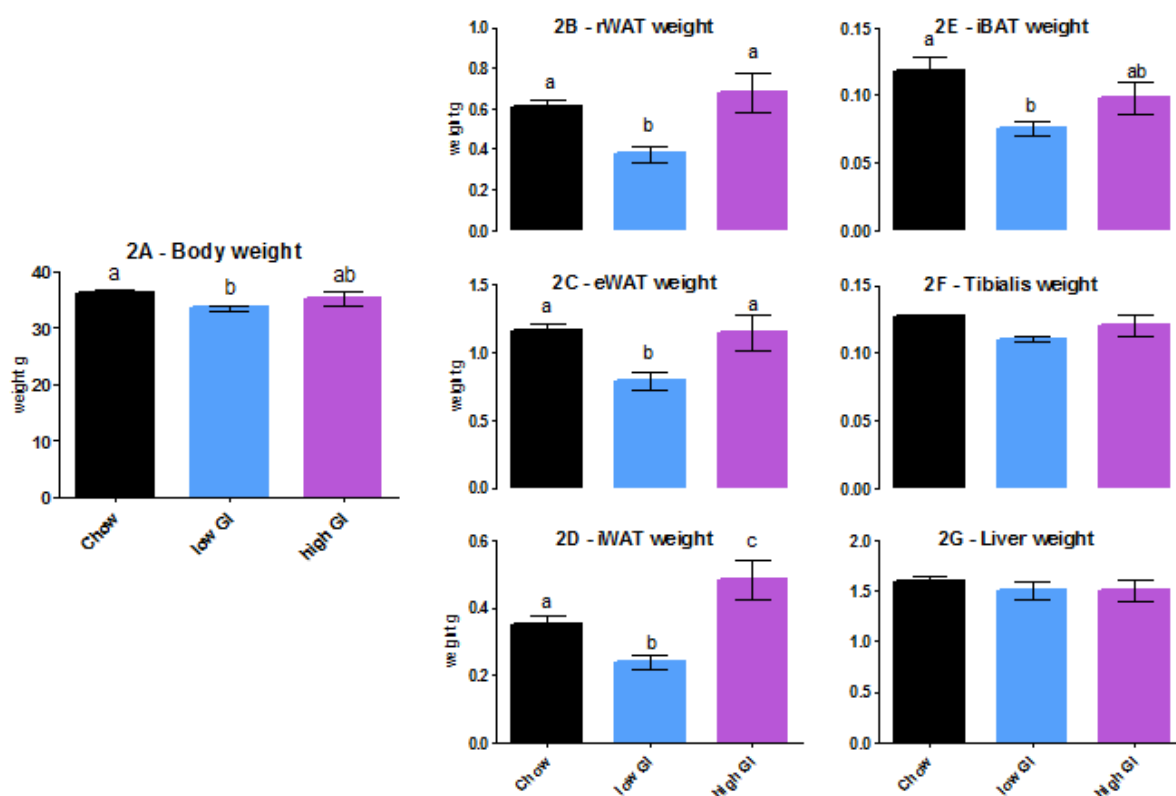 2A - Body weight
weight g
40
30
20
10
0
a
b
ab
Chow
low GI
high GI
2B - rWAT weight
weight g
1.0
0.8
0.6
0.4
0.2
0.0
a
b
a
2C - eWAT weight
weight g
1.5
1.0
0.5
0.0
a
b
a
2D - iWAT weight
weight g
0.6
0.4
0.2
0.0
a
b
c
Chow
low GI
high GI
2E - iBAT weight
0.15
0.10
0.05
0.00
a
b
ab
2F - Tibialis weight
0.15
0.10
0.05
0.00
2G - Liver weight
2.0
1.5
1.0
0.5
0.0
Chow
low GI
high GI